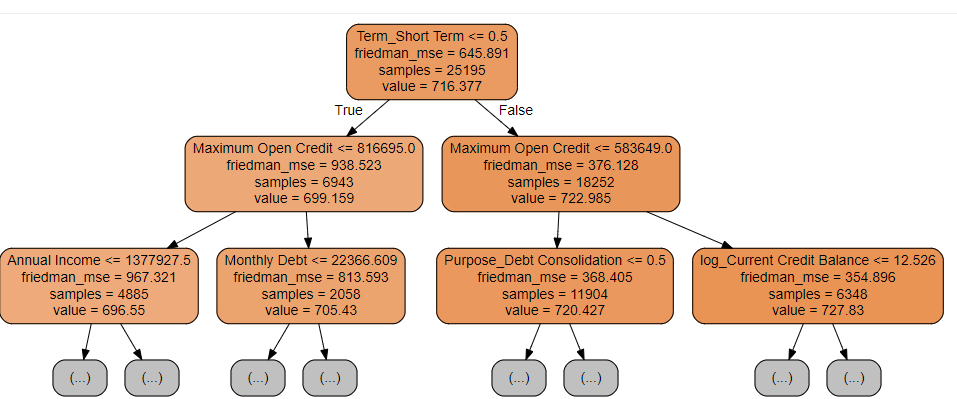 Term_Short Term <= 0.5
friedman_mse = 645.891
samples = 25195
value = 716.377
True
False
Maximum Open Credit <= 816695.0
friedman_mse = 938.523
samples = 6943
value = 699.159
Maximum Open Credit <= 583649.0
friedman_mse = 376.128
samples = 18252
value = 722.985
Annual Income <= 1377927.5
friedman_mse = 967.321
samples = 4885
value = 696.55
Monthly Debt <= 22366.609
friedman_mse = 813.593
samples = 2058
value = 705.43
Purpose_Debt Consolidation <= 0.5
friedman_mse = 368.405
samples = 11904
value = 720.427
log_Current Credit Balance <= 12.526
friedman_mse = 354.896
samples = 6348
value = 727.83
(...)
(...)
(...)
(...)
(...)
(...)
(...)
(...)